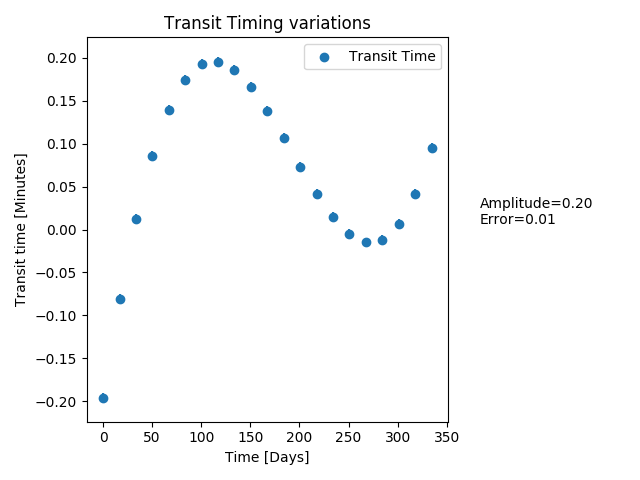 Transit Timing variations
Transit Time
0.20
0.15
0.10
0.05
0.00
−0.05
−0.10
−0.15
−0.20
Transit time [Minutes]
Amplitude=0.20
Error=0.01
0 50 100 150 200 250 300 350
Time [Days]